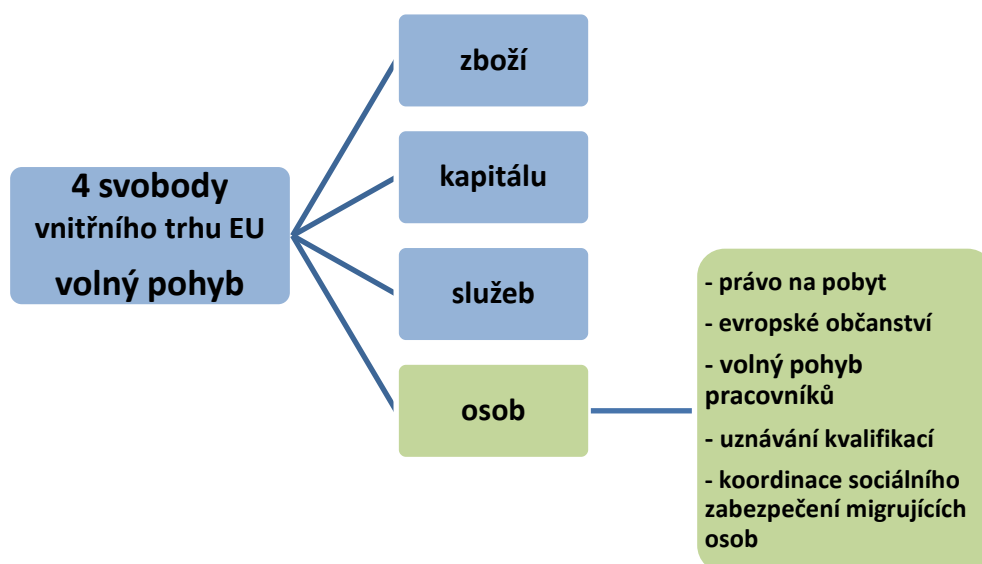 zboží
4 svobody
vnitřního trhu EU
volný pohyb
kapitálu
služeb
osob
- právo na pobyt
- evropské občanství
- volný pohyb
pracovníků
- uznávání kvalifikací
- koordinace sociálního
zabezpečení migrujících
osob